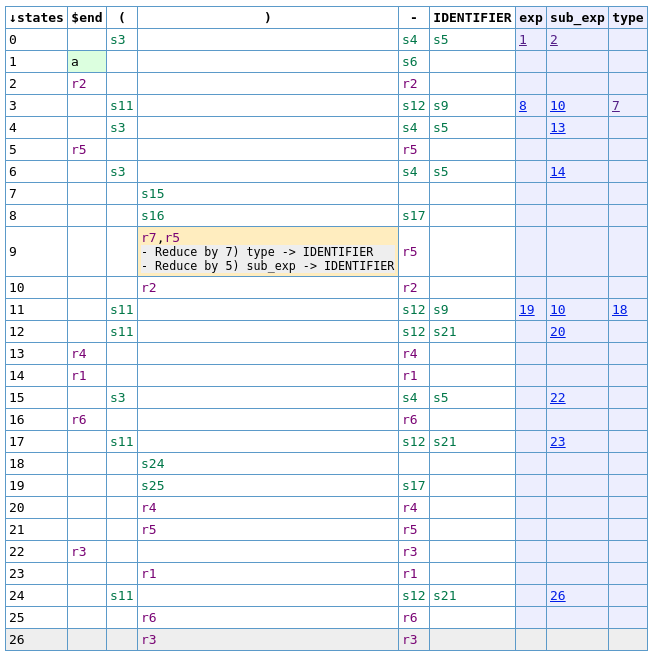 ↓states $end ( ) - IDENTIFIER exp sub_exp type
0 s3 s4 s5 1 2
1 a s6
2 r2 r2
3 s11 s12 s9 8 10 7
4 s3 s4 s5 13
5 r5 r5
6 s3 s4 s5 14
7 s15
8 s16 s17
9 r7,r5 r5
- Reduce by 7) type -> IDENTIFIER
- Reduce by 5) sub_exp -> IDENTIFIER
10 r2 r2
11 s11 s12 s9 19 10 18
12 s11 s12 s21 20
13 r4 r4
14 r1 r1
15 s3 s4 s5 22
16 r6 r6
17 s11 s12 s21 23
18 s24
19 s25 s17
20 r4 r4
21 r5 r5
22 r3 r3
23 r1 r1
24 s11 s12 s21 26
25 r6 r6
26 r3 r3